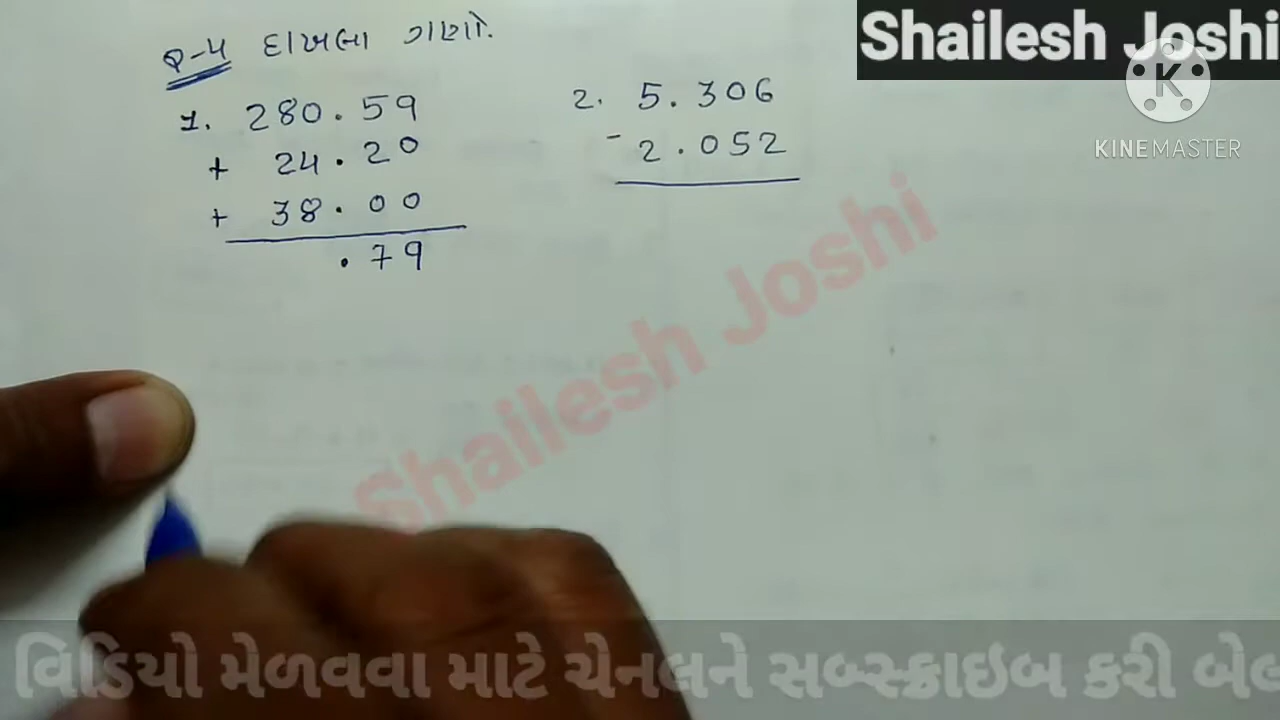 Shailesh Joshi
પ્ર-૫ દાખલા ગણો.
1. 280.59
+ 24.20
+ 38.00
.79
2. 5.306
- 2.052
K
KINEMASTER
Shailesh Joshi
વિડિયો મેળવવા માટે ચેનલને સબ્સ્ક્રાઇબ કરી બેલ